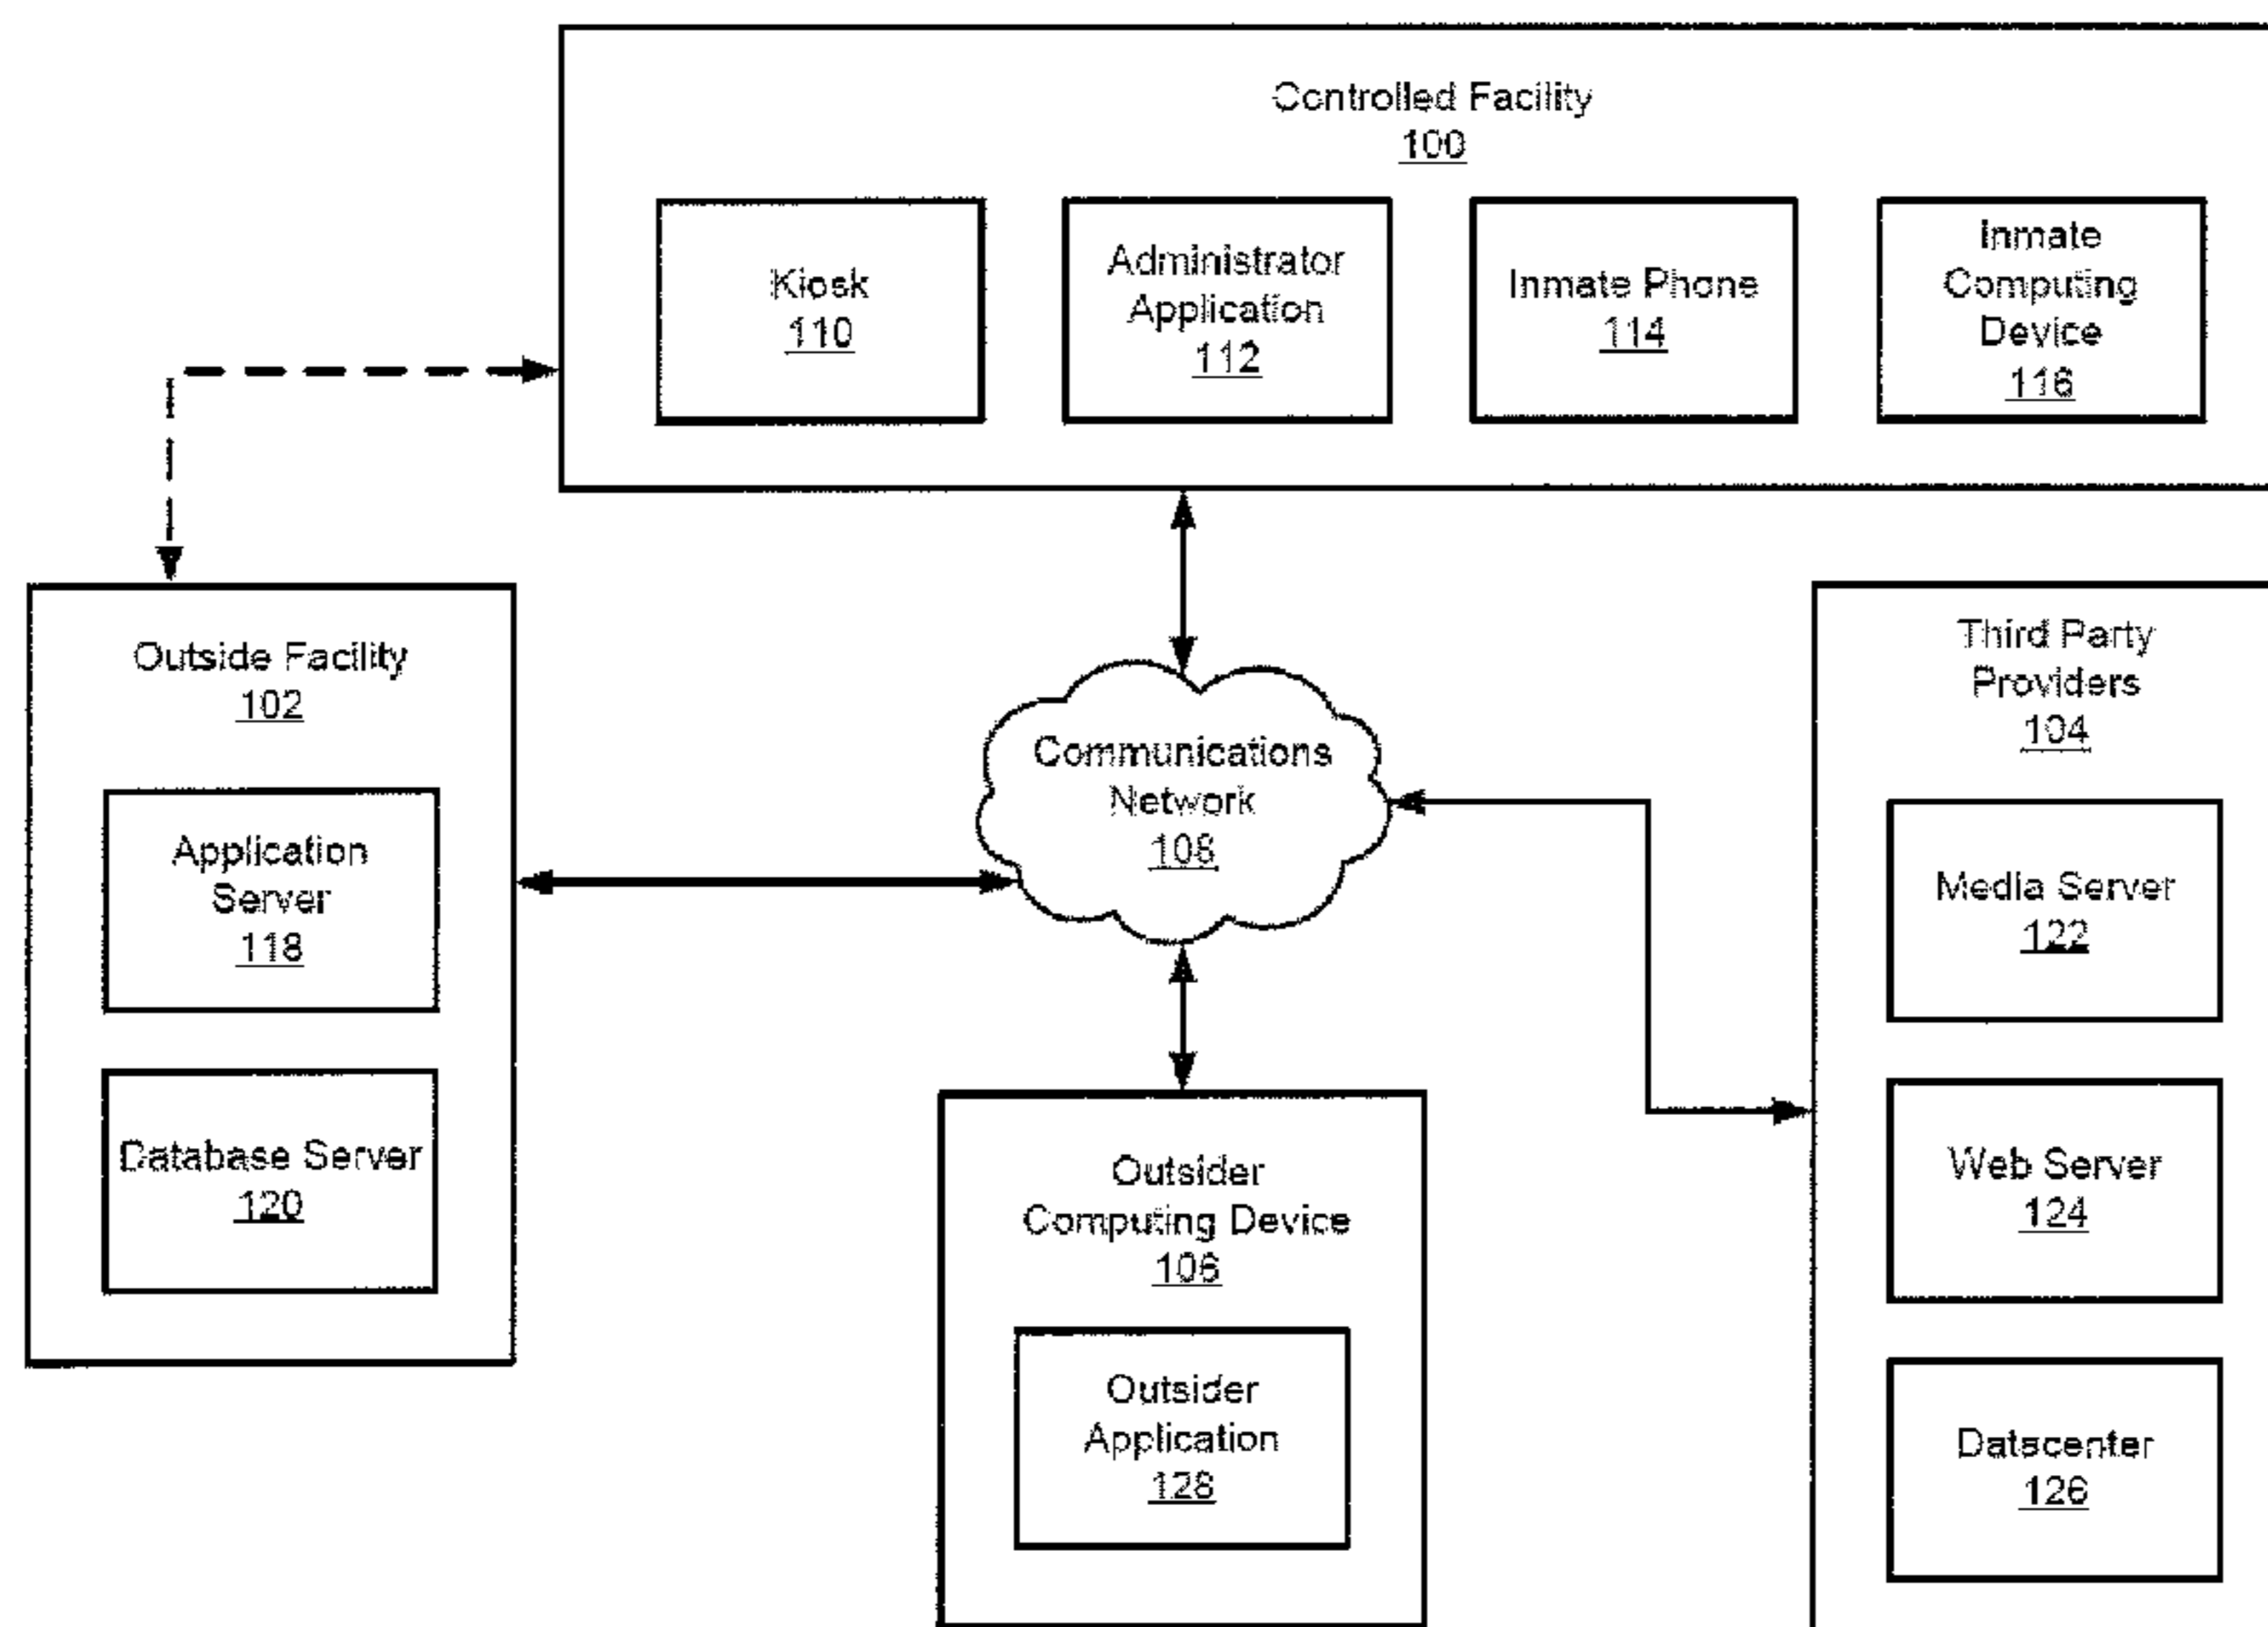 Controlled Facility
100
Kiosk
110
Administrator
Application
112
Inmate Phone
114
Inmate
Computing
Device
116
Outside Facility
102
Application
Server
118
Database Server
120
Communications
Network
108
Outsider
Computing Device
106
Outsider
Application
128
Third Party
Providers
104
Media Server
122
Web Server
124
Datacenter
126